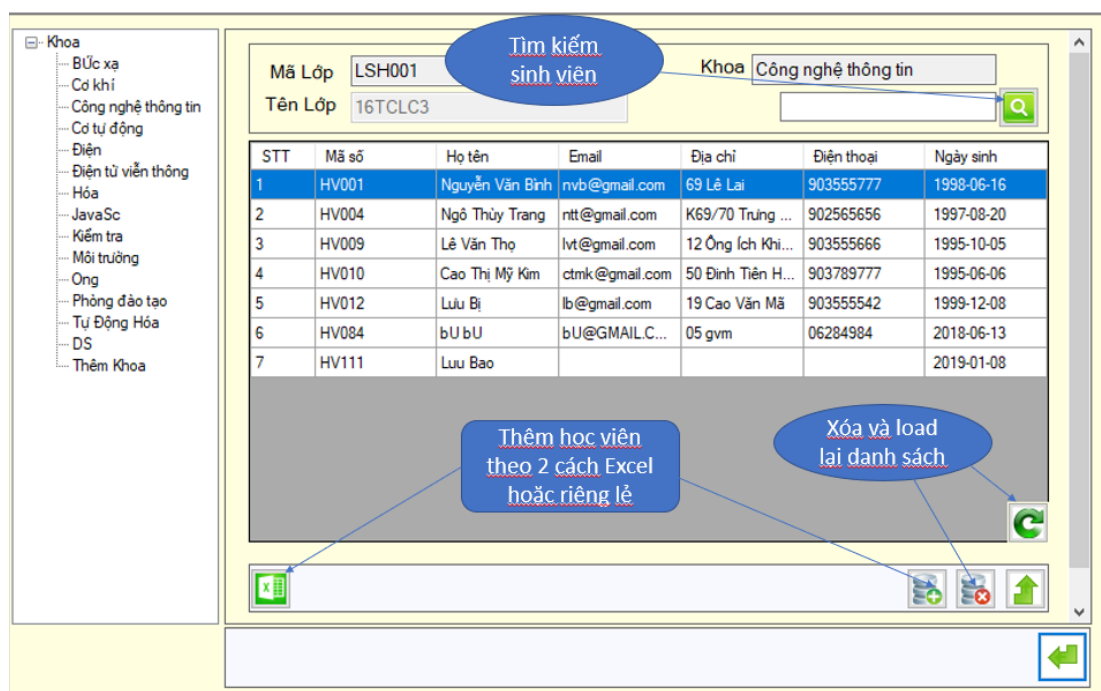 Khoa
BỨc xạ
Cơ khí
Công nghệ thông tin
Cơ tự động
Điện
Điện tử viễn thông
Hóa
JavaSc
Kiểm tra
Môi trường
Ong
Phòng đào tạo
Tự Động Hóa
DS
Thêm Khoa
Tìm kiếm
sinh viên
Mã Lớp LSH001 Khoa Công nghệ thông tin
Tên Lớp 16TCLC3
STT Mã số Họ tên Email Địa chỉ Điện thoại Ngày sinh
1 HV001 Nguyễn Văn Bình nvb@gmail.com 69 Lê Lai 903555777 1998-06-16
2 HV004 Ngô Thùy Trang ntt@gmail.com K69/70 Trưng ... 902565656 1997-08-20
3 HV009 Lê Văn Thọ lvt@gmail.com 12 Ông Ích Khi... 903555666 1995-10-05
4 HV010 Cao Thị Mỹ Kim ctmk@gmail.com 50 Đinh Tiên H... 903789777 1995-06-06
5 HV012 Lưu Bị lb@gmail.com 19 Cao Văn Mã 903555542 1999-12-08
6 HV084 bU bU bU@GMAIL.C... 05 gvm 06284984 2018-06-13
7 HV111 Luu Bao 2019-01-08
Thêm học viên
theo 2 cách Excel
hoặc riêng lẻ
Xóa và load
lại danh sách